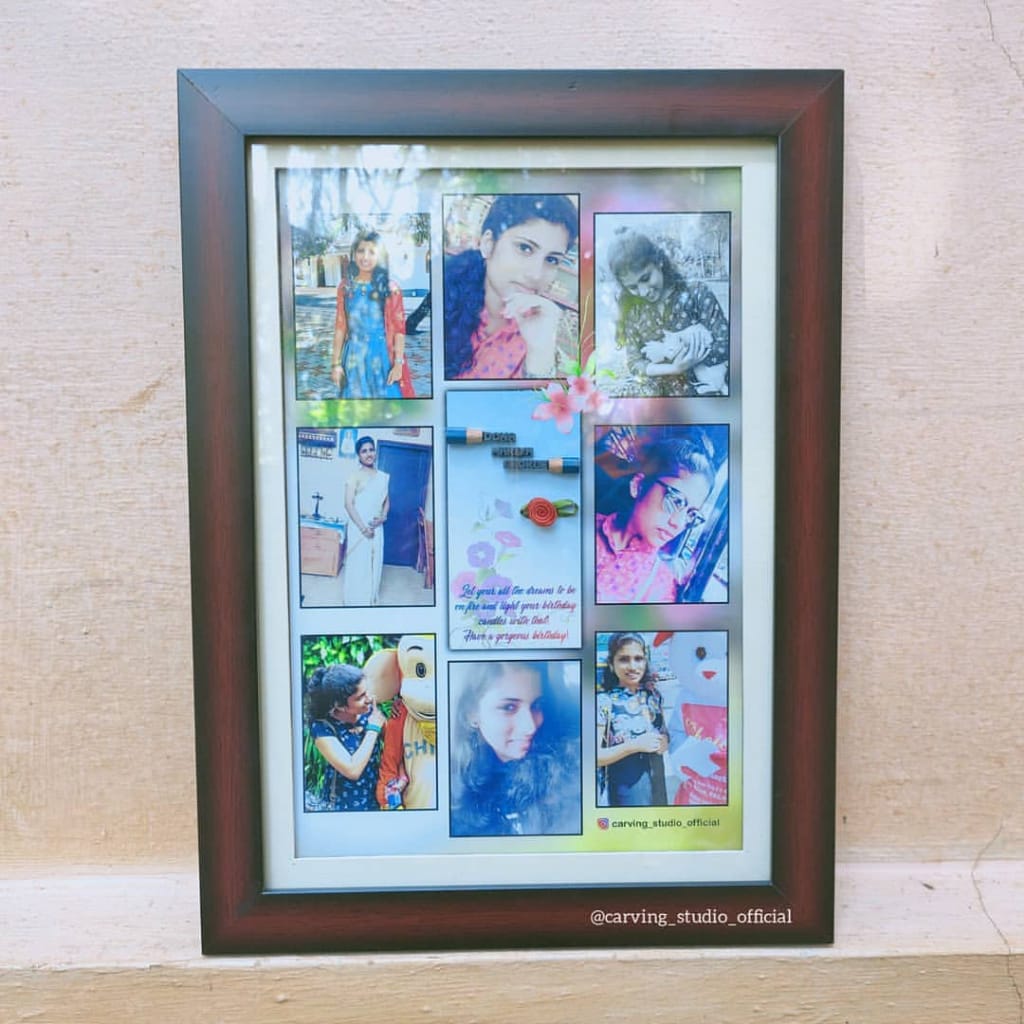 Let your all the dreams to be
on fire and light your birthday
candles with that!
Have a gorgeous birthday!
carving_studio_official
@carving_studio_official